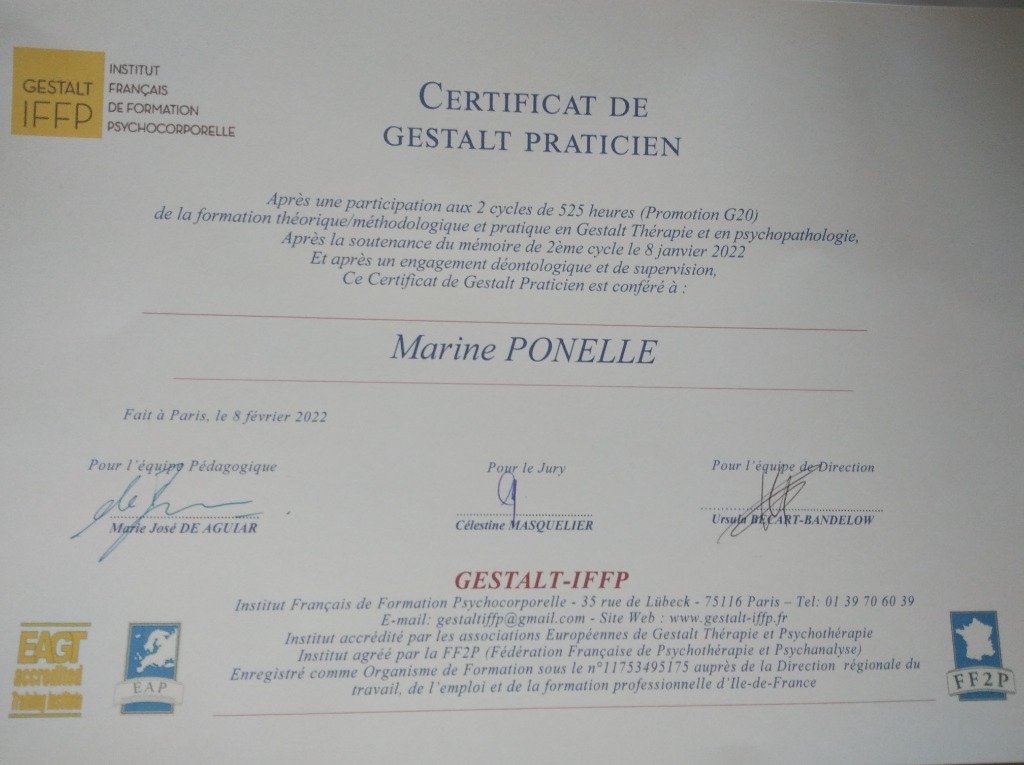 GESTALT
IFFP
INSTITUT
FRANÇAIS
DE FORMATION
PSYCHOCORPORELLE
CERTIFICAT DE
GESTALT PRATICIEN
Après une participation aux 2 cycles de 525 heures (Promotion G20)
de la formation théorique/méthodologique et pratique en Gestalt Thérapie et en psychopathologie,
Après la soutenance du mémoire de 2ème cycle le 8 janvier 2022
Et après un engagement déontologique et de supervision,
Ce Certificat de Gestalt Praticien est conféré à :
Marine PONELLE
Fait à Paris, le 8 février 2022
Pour l'équipe Pédagogique
Marie José DE AGUIAR
Pour le Jury
Célestine MASQUELIER
Pour l'équipe de Direction
Ursula BÉCART-BANDELOW
GESTALT-IFFP
Institut Français de Formation Psychocorporelle - 35 rue de Lübeck - 75116 Paris – Tel: 01 39 70 60 39
E-mail: gestaltiffp@gmail.com - Site Web : www.gestalt-iffp.fr
Institut accrédité par les associations Européennes de Gestalt Thérapie et Psychothérapie
Institut agréé par la FF2P (Fédération Française de Psychothérapie et Psychanalyse)
Enregistré comme Organisme de Formation sous le n°11753495175 auprès de la Direction régionale du
travail, de l'emploi et de la formation professionnelle d'Ile-de-France
EAGT
accredited
Training Institute
EAP
FF2P